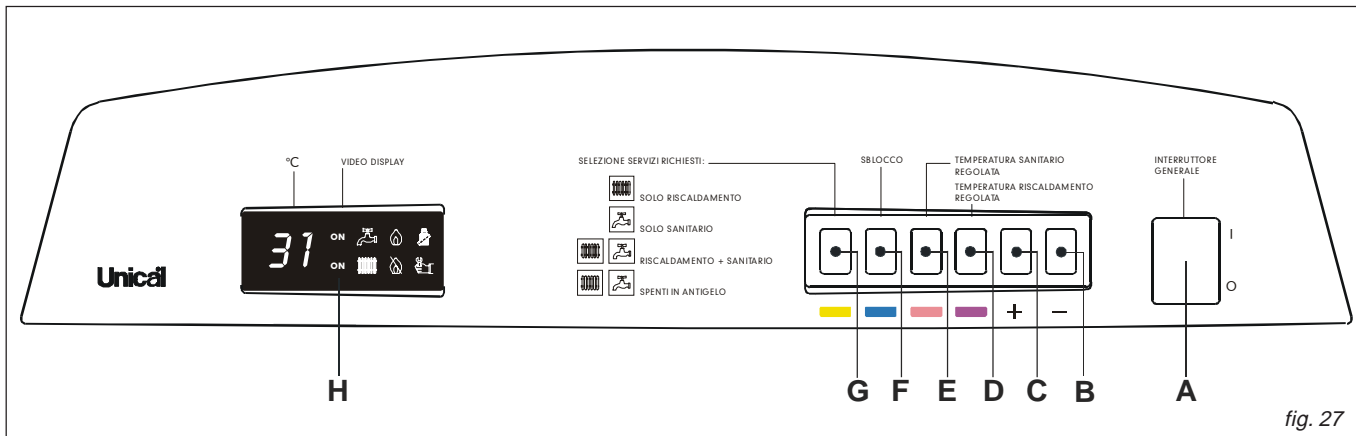 °C
VIDEO DISPLAY
SELEZIONE SERVIZI RICHIESTI:
SOLO RISCALDAMENTO
SOLO SANITARIO
RISCALDAMENTO + SANITARIO
SPENTI IN ANTIGELO
SBLOCCO
TEMPERATURA SANITARIO
REGOLATA
TEMPERATURA RISCALDAMENTO
REGOLATA
INTERRUTTORE
GENERALE
31
ON
ON
Unical
+ −
I
O
H G F E D C B A
fig. 27